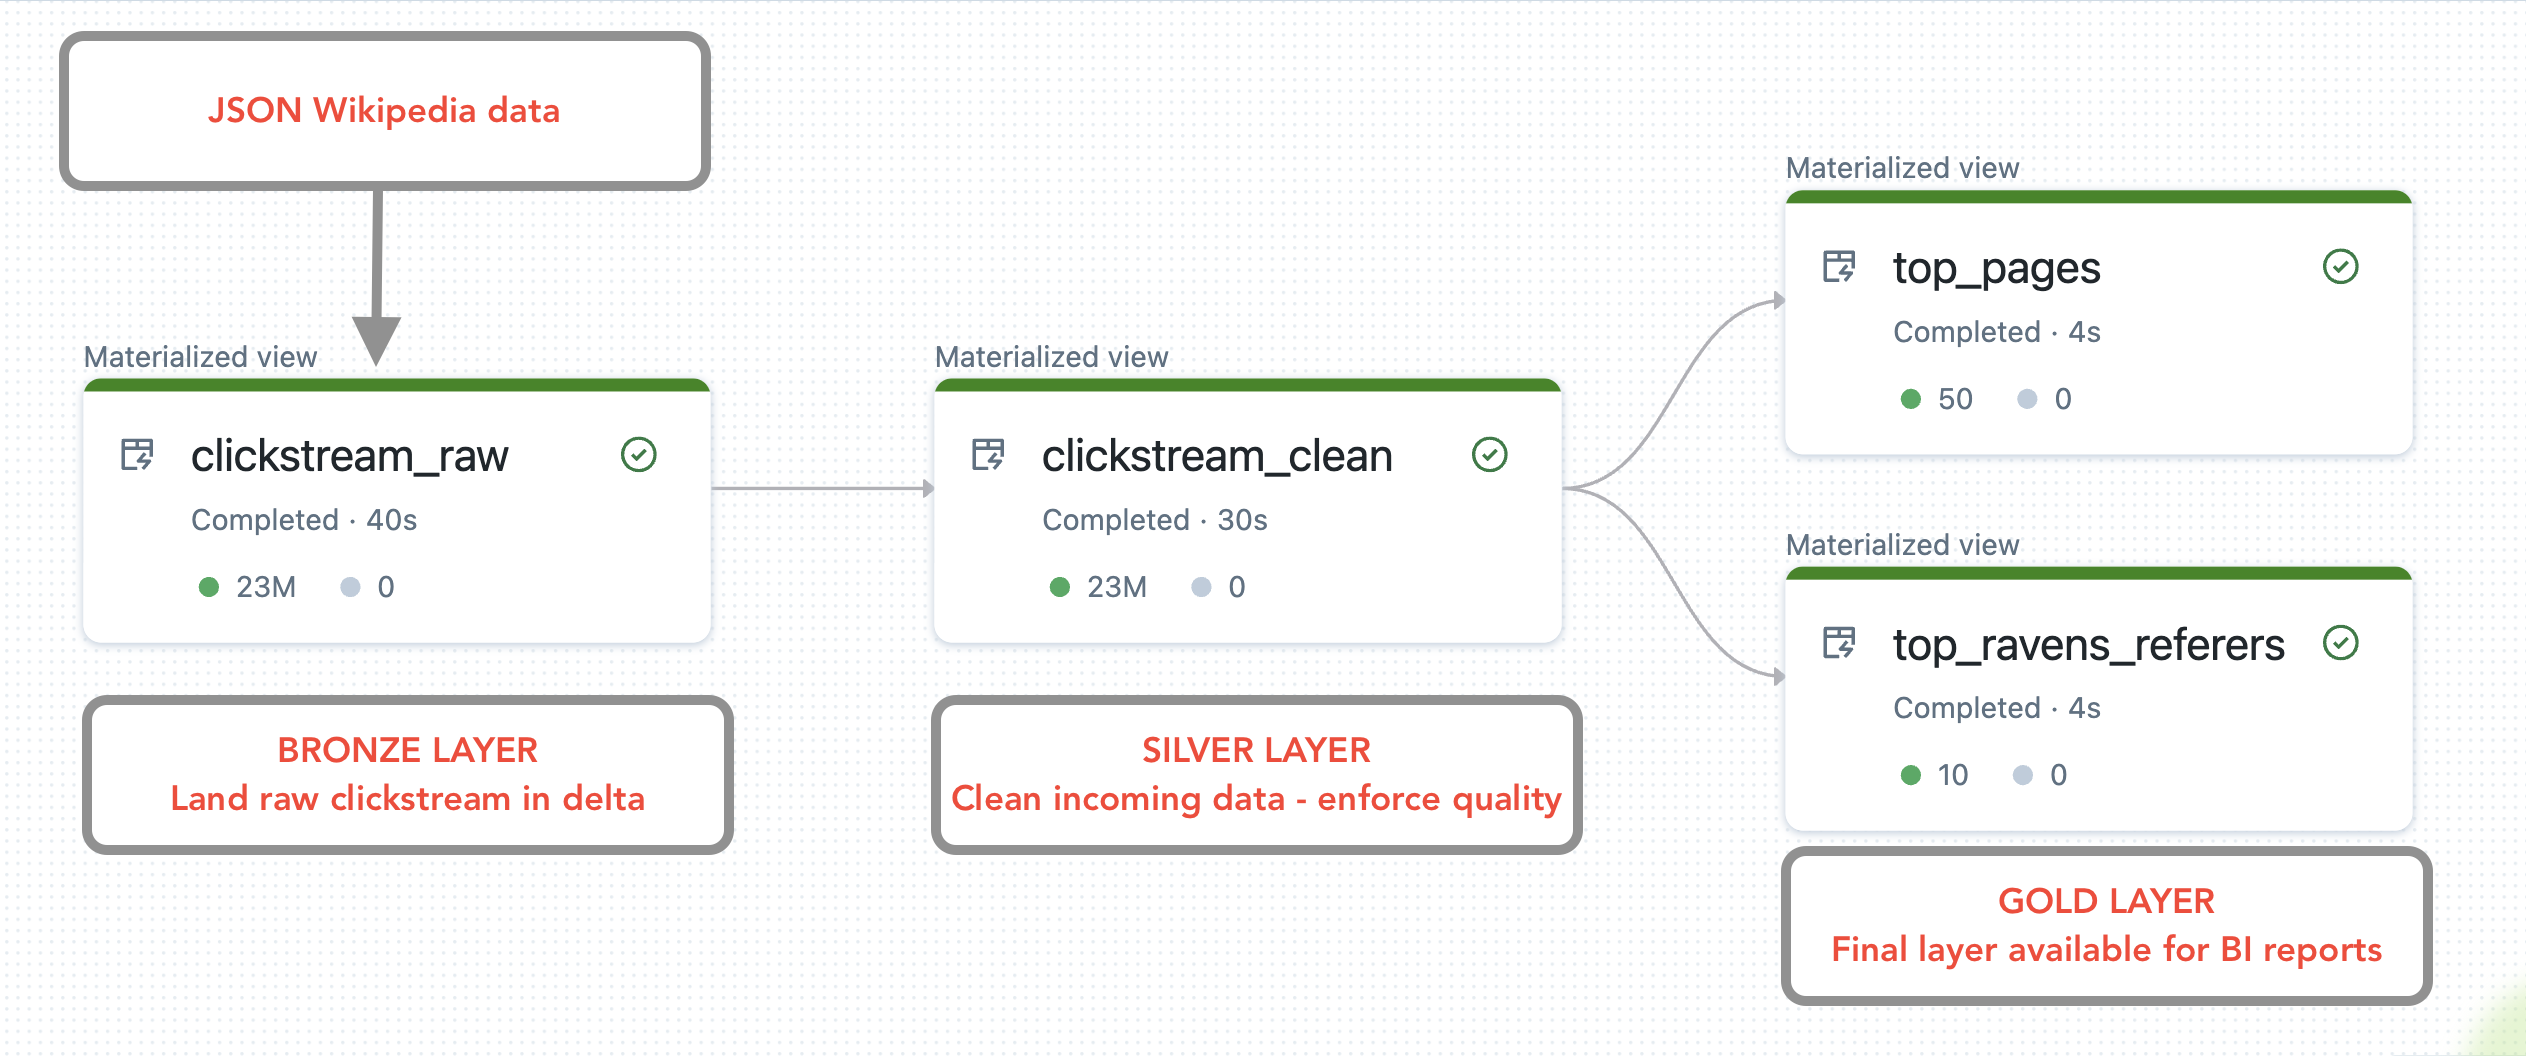 JSON Wikipedia data
Materialized view
clickstream_raw
Completed · 40s
23M 0
BRONZE LAYER
Land raw clickstream in delta
Materialized view
clickstream_clean
Completed · 30s
23M 0
SILVER LAYER
Clean incoming data - enforce quality
Materialized view
top_pages
Completed · 4s
50 0
Materialized view
top_ravens_referers
Completed · 4s
10 0
GOLD LAYER
Final layer available for BI reports